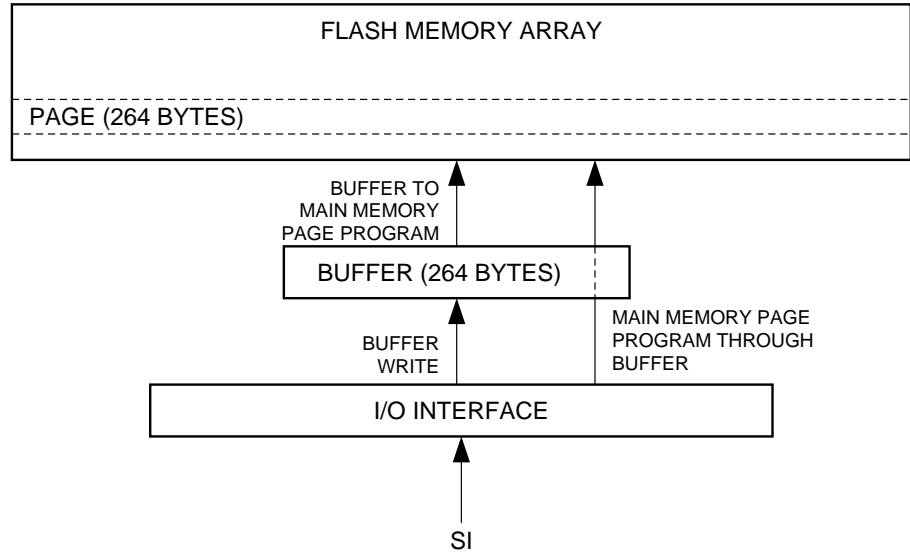 FLASH MEMORY ARRAY
PAGE (264 BYTES)
BUFFER TO
MAIN MEMORY
PAGE PROGRAM
BUFFER (264 BYTES)
BUFFER
WRITE
MAIN MEMORY PAGE
PROGRAM THROUGH
BUFFER
I/O INTERFACE
SI